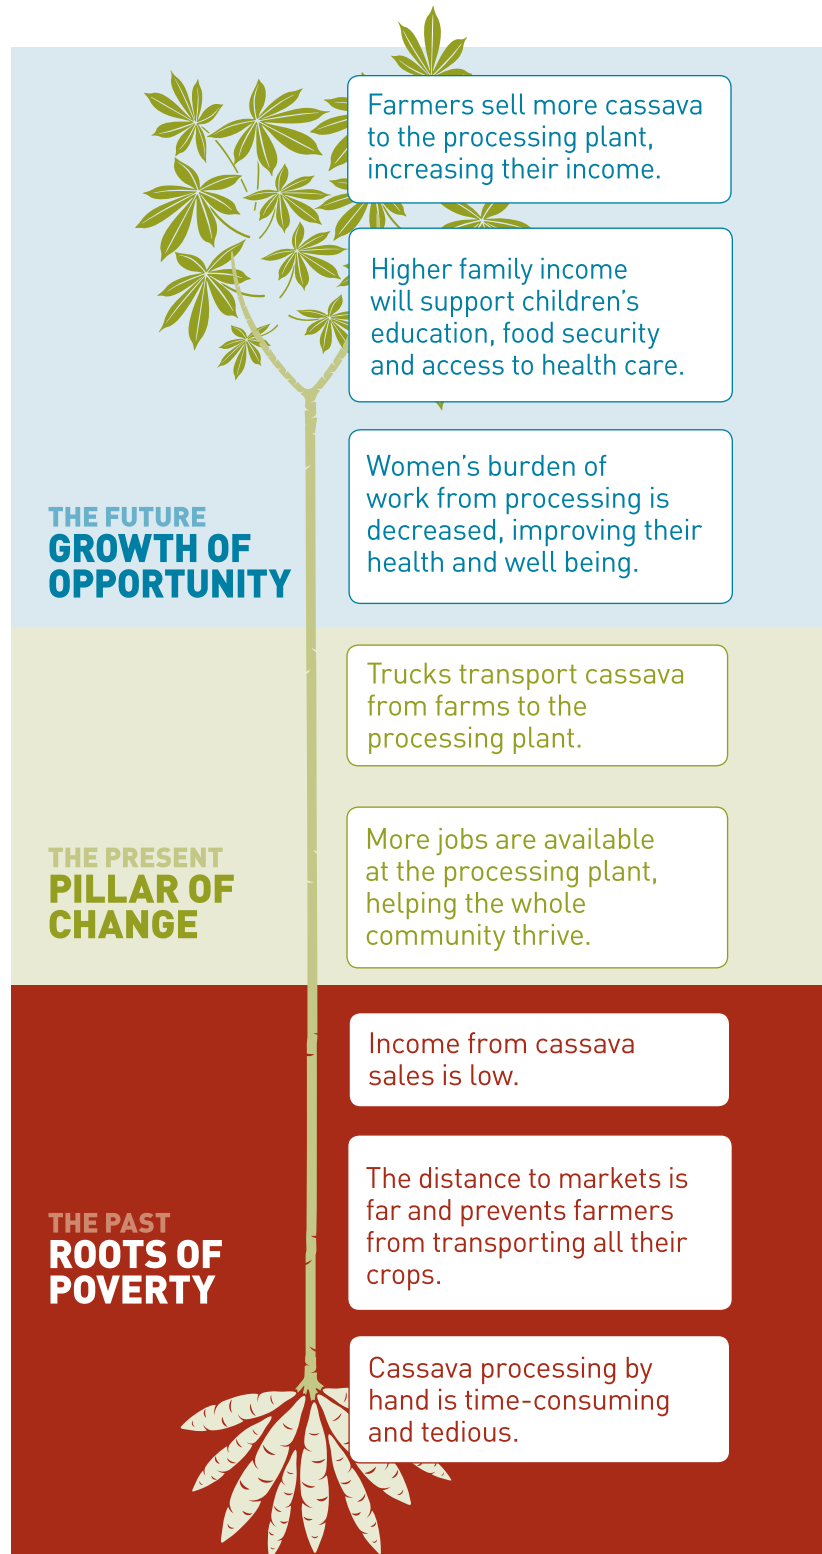 Farmers sell more cassava
to the processing plant,
increasing their income.
Higher family income
will support children’s
education, food security
and access to health care.
Women’s burden of
work from processing is
decreased, improving their
health and well being.
THE FUTURE
GROWTH OF
OPPORTUNITY
Trucks transport cassava
from farms to the
processing plant.
More jobs are available
at the processing plant,
helping the whole
community thrive.
THE PRESENT
PILLAR OF
CHANGE
Income from cassava
sales is low.
The distance to markets is
far and prevents farmers
from transporting all their
crops.
THE PAST
ROOTS OF
POVERTY
Cassava processing by
hand is time-consuming
and tedious.